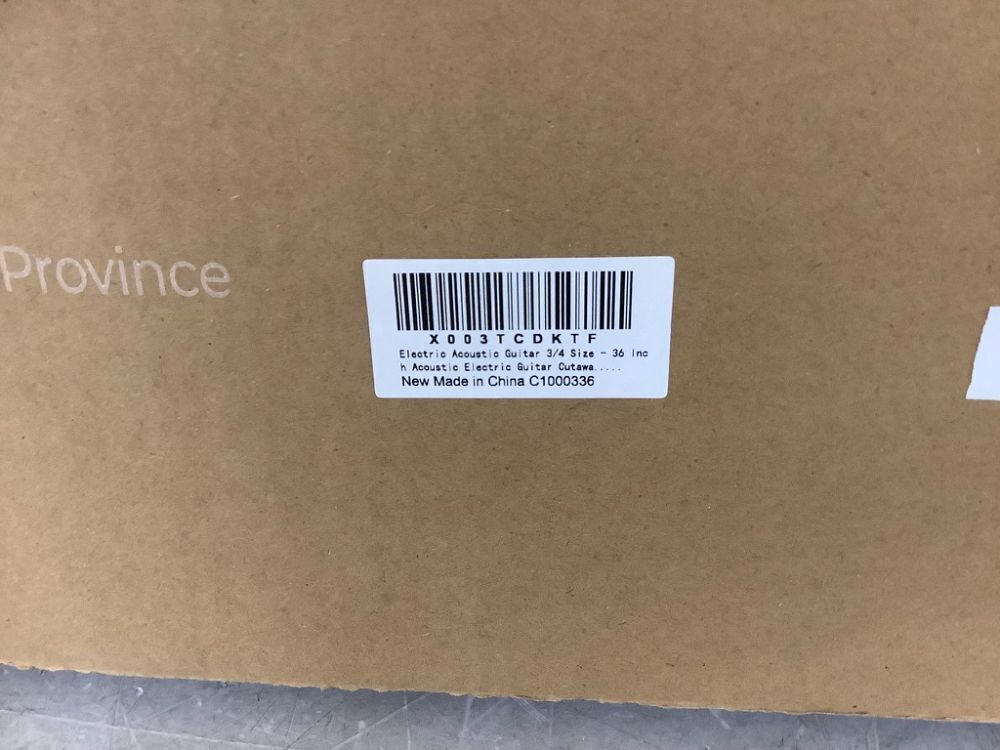 Province
X003TCDKTF
Electric Acoustic Guitar 3/4 Size - 36 Inc
h Acoustic Electric Guitar Cutawa.....
New Made in China C1000336